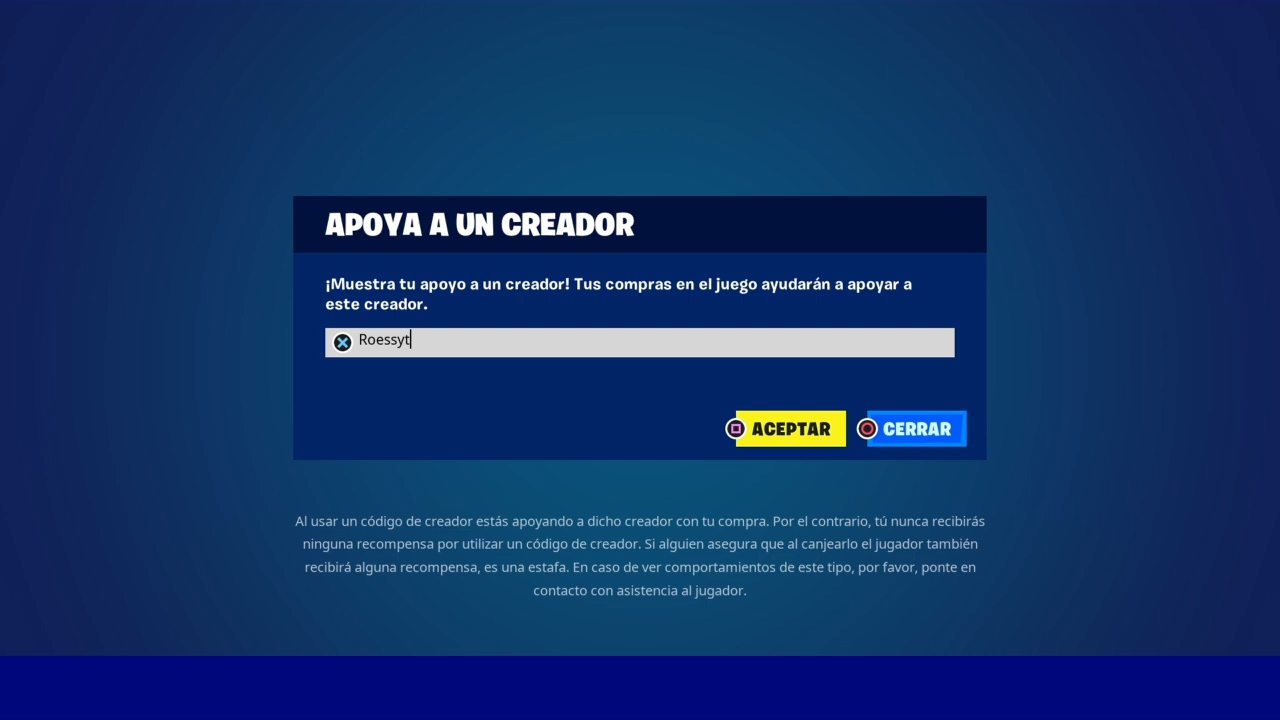 APOYA A UN CREADOR
¡Muestra tu apoyo a un creador! Tus compras en el juego ayudarán a apoyar a
este creador.
Roessyt
ACEPTAR
CERRAR
Al usar un código de creador estás apoyando a dicho creador con tu compra. Por el contrario, tú nunca recibirás
ninguna recompensa por utilizar un código de creador. Si alguien asegura que al canjearlo el jugador también
recibirá alguna recompensa, es una estafa. En caso de ver comportamientos de este tipo, por favor, ponte en
contacto con asistencia al jugador.